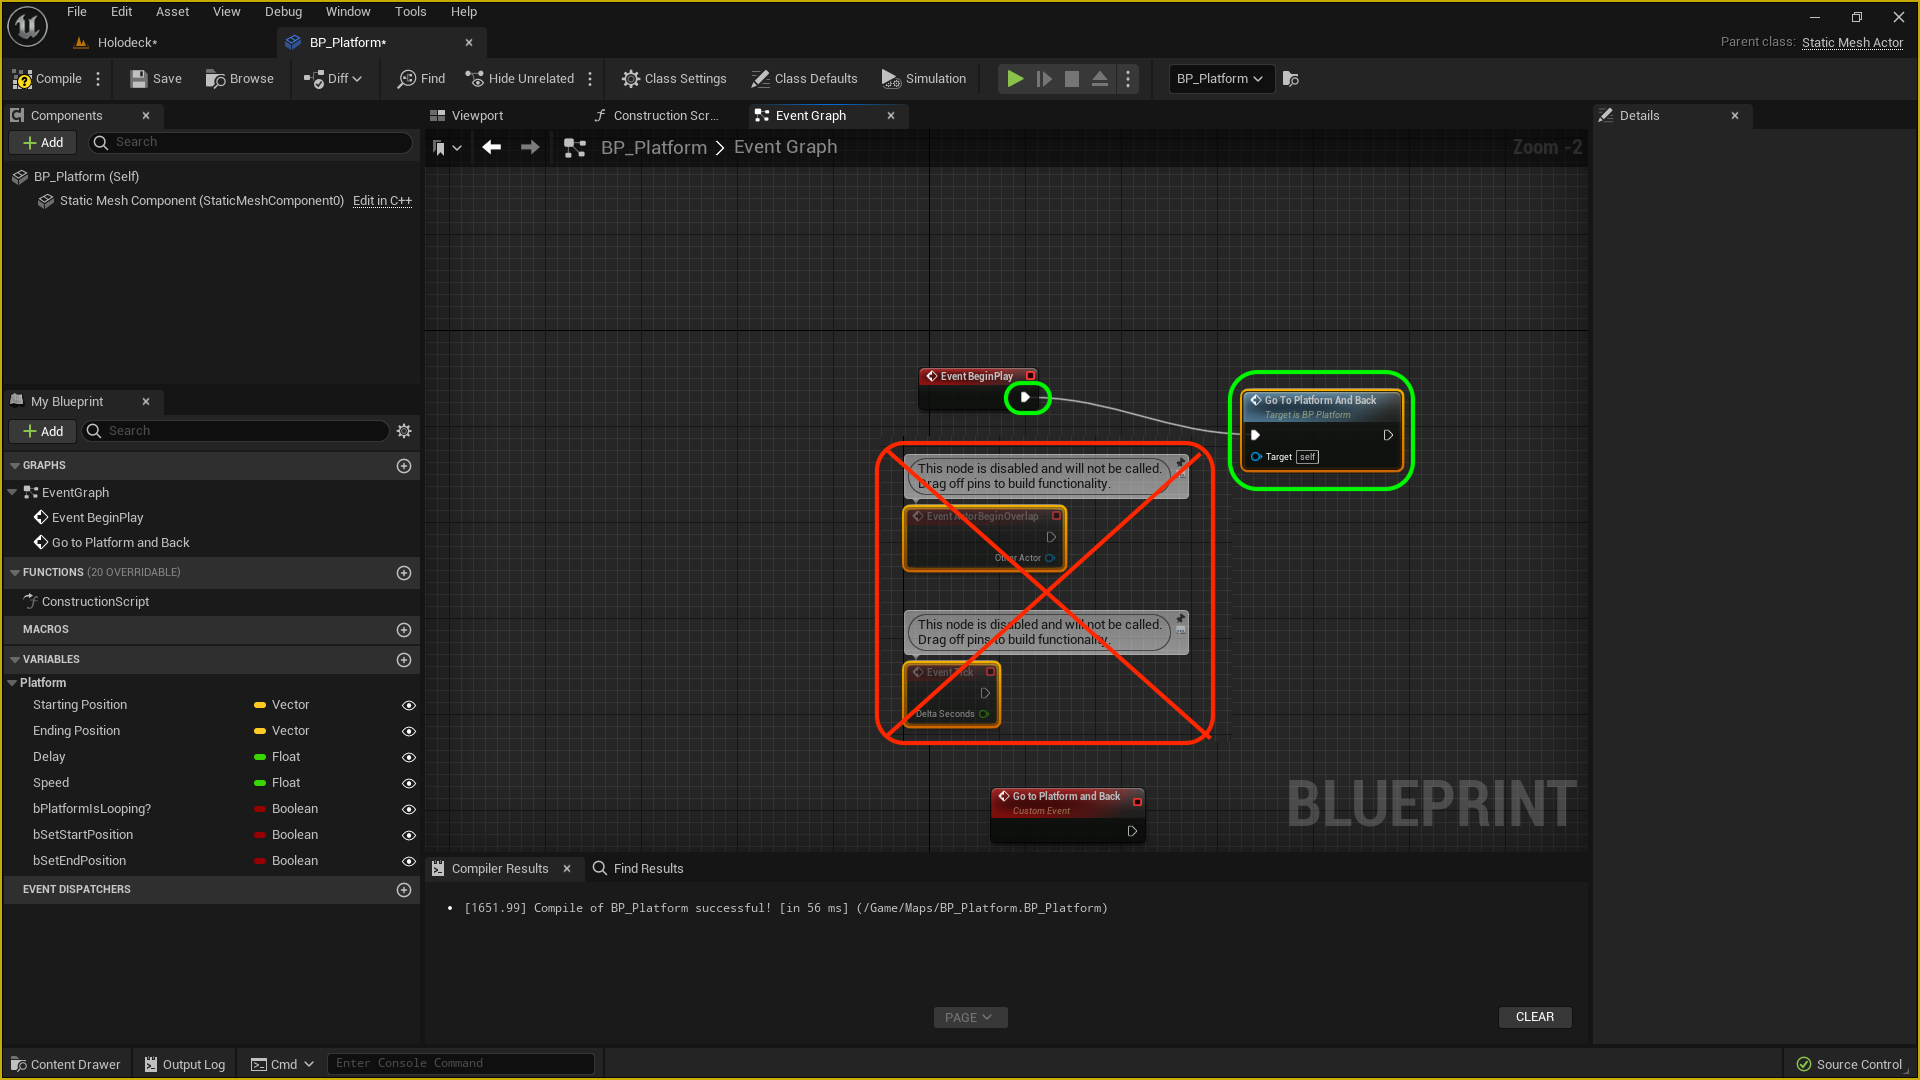 File Edit Asset View Debug Window Tools Help
Holodeck*
BP_Platform*
Parent class: Static Mesh Actor
Compile
Save
Browse
Diff
Find
Hide Unrelated
Class Settings
Class Defaults
Simulation
BP_Platform
Components
Add
Search
BP_Platform (Self)
Static Mesh Component (StaticMeshComponent0) Edit in C++
My Blueprint
Add
Search
GRAPHS
EventGraph
Event BeginPlay
Go to Platform and Back
FUNCTIONS (20 OVERRIDABLE)
ConstructionScript
MACROS
VARIABLES
Platform
Starting Position Vector
Ending Position Vector
Delay Float
Speed Float
bPlatformIsLooping? Boolean
bSetStartPosition Boolean
bSetEndPosition Boolean
EVENT DISPATCHERS
Viewport
Construction Scr...
Event Graph
BP_Platform > Event Graph
Zoom -2
Event BeginPlay
Go To Platform And Back
Target is BP Platform
Target self
This node is disabled and will not be called.
Drag off pins to build functionality.
Event ActorBeginOverlap
Other Actor
This node is disabled and will not be called.
Drag off pins to build functionality.
Event Tick
Delta Seconds
Go to Platform and Back
Custom Event
BLUEPRINT
Compiler Results
Find Results
• [1651.99] Compile of BP_Platform successful! [in 56 ms] (/Game/Maps/BP_Platform.BP_Platform)
PAGE
CLEAR
Details
Content Drawer
Output Log
Cmd
Enter Console Command
Source Control